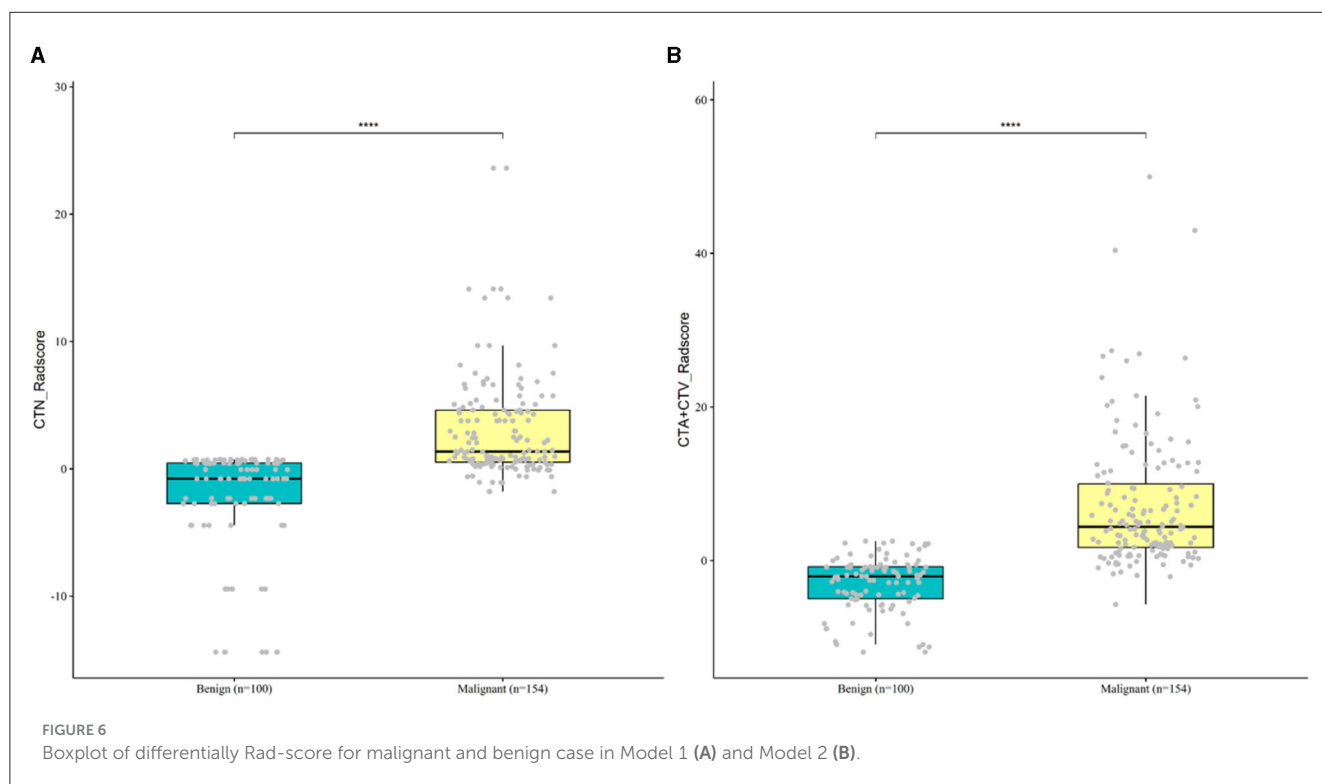 A
B
30
20
10
0
-10
CTN_Radscore
****
Benign (n=100)
Malignant (n=154)
60
40
20
0
CTA+CTV_Radscore
****
Benign (n=100)
Malignant (n=154)
FIGURE 6
Boxplot of differentially Rad-score for malignant and benign case in Model 1 (A) and Model 2 (B).